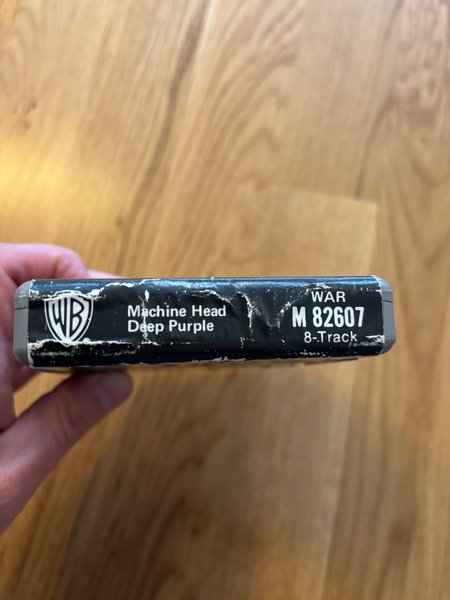 WB
Machine Head
Deep Purple
WAR
M 82607
8-Track